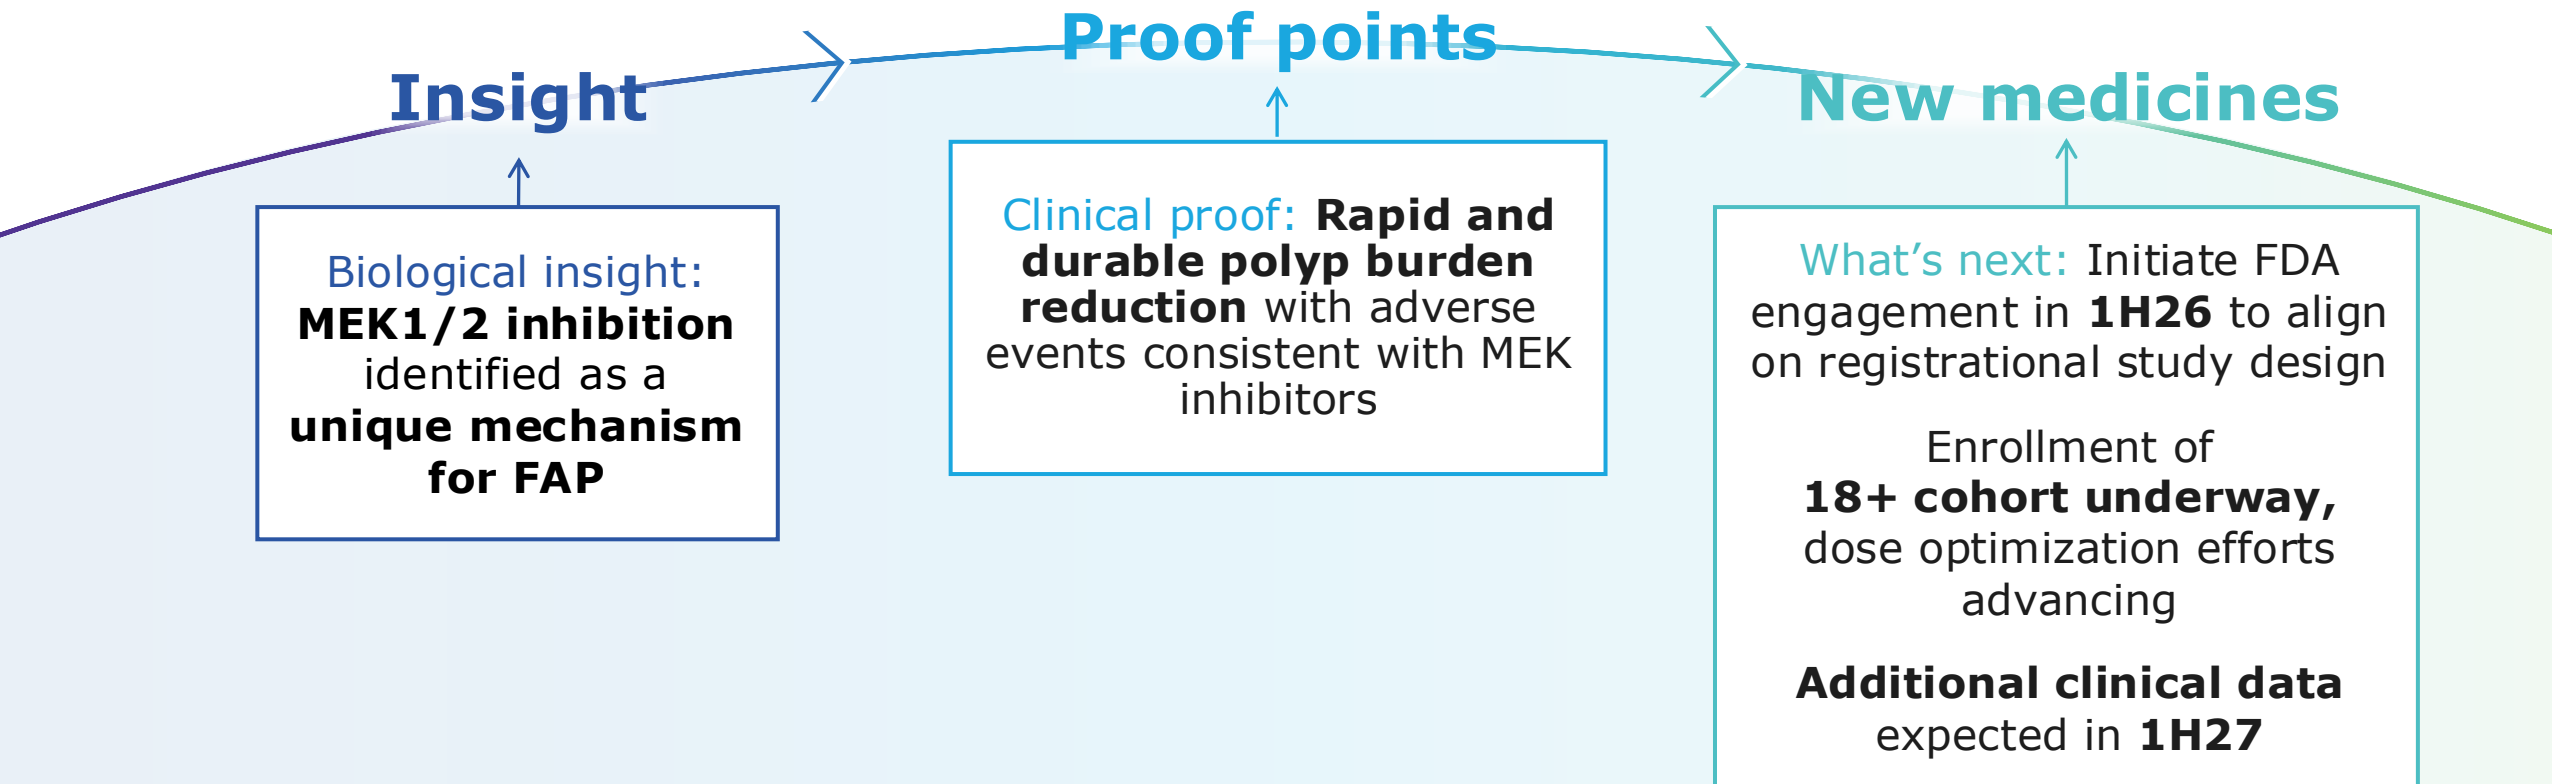 Insight
Proof points
New medicines
Biological insight:
MEK1/2 inhibition
identified as a
unique mechanism
for FAP
Clinical proof: Rapid and
durable polyp burden
reduction with adverse
events consistent with MEK
inhibitors
What’s next: Initiate FDA
engagement in 1H26 to align
on registrational study design
Enrollment of
18+ cohort underway,
dose optimization efforts
advancing
Additional clinical data
expected in 1H27